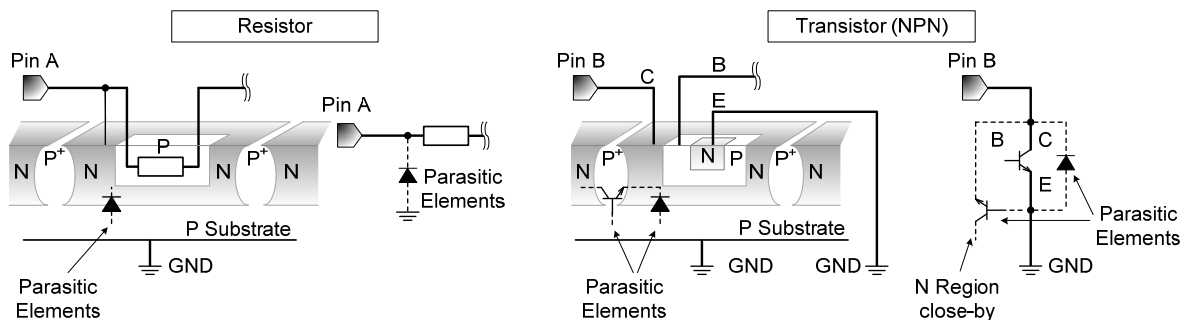 Resistor
Pin A
N
P+
N
P
N
P+
N
Parasitic
Elements
P Substrate
GND
Pin A
Parasitic
Elements
Transistor (NPN)
Pin B
C
B
E
N
P+
N
N
P
N
P+
N
P Substrate
GND
GND
Parasitic
Elements
Pin B
B
C
E
Parasitic
Elements
GND
N Region
close-by